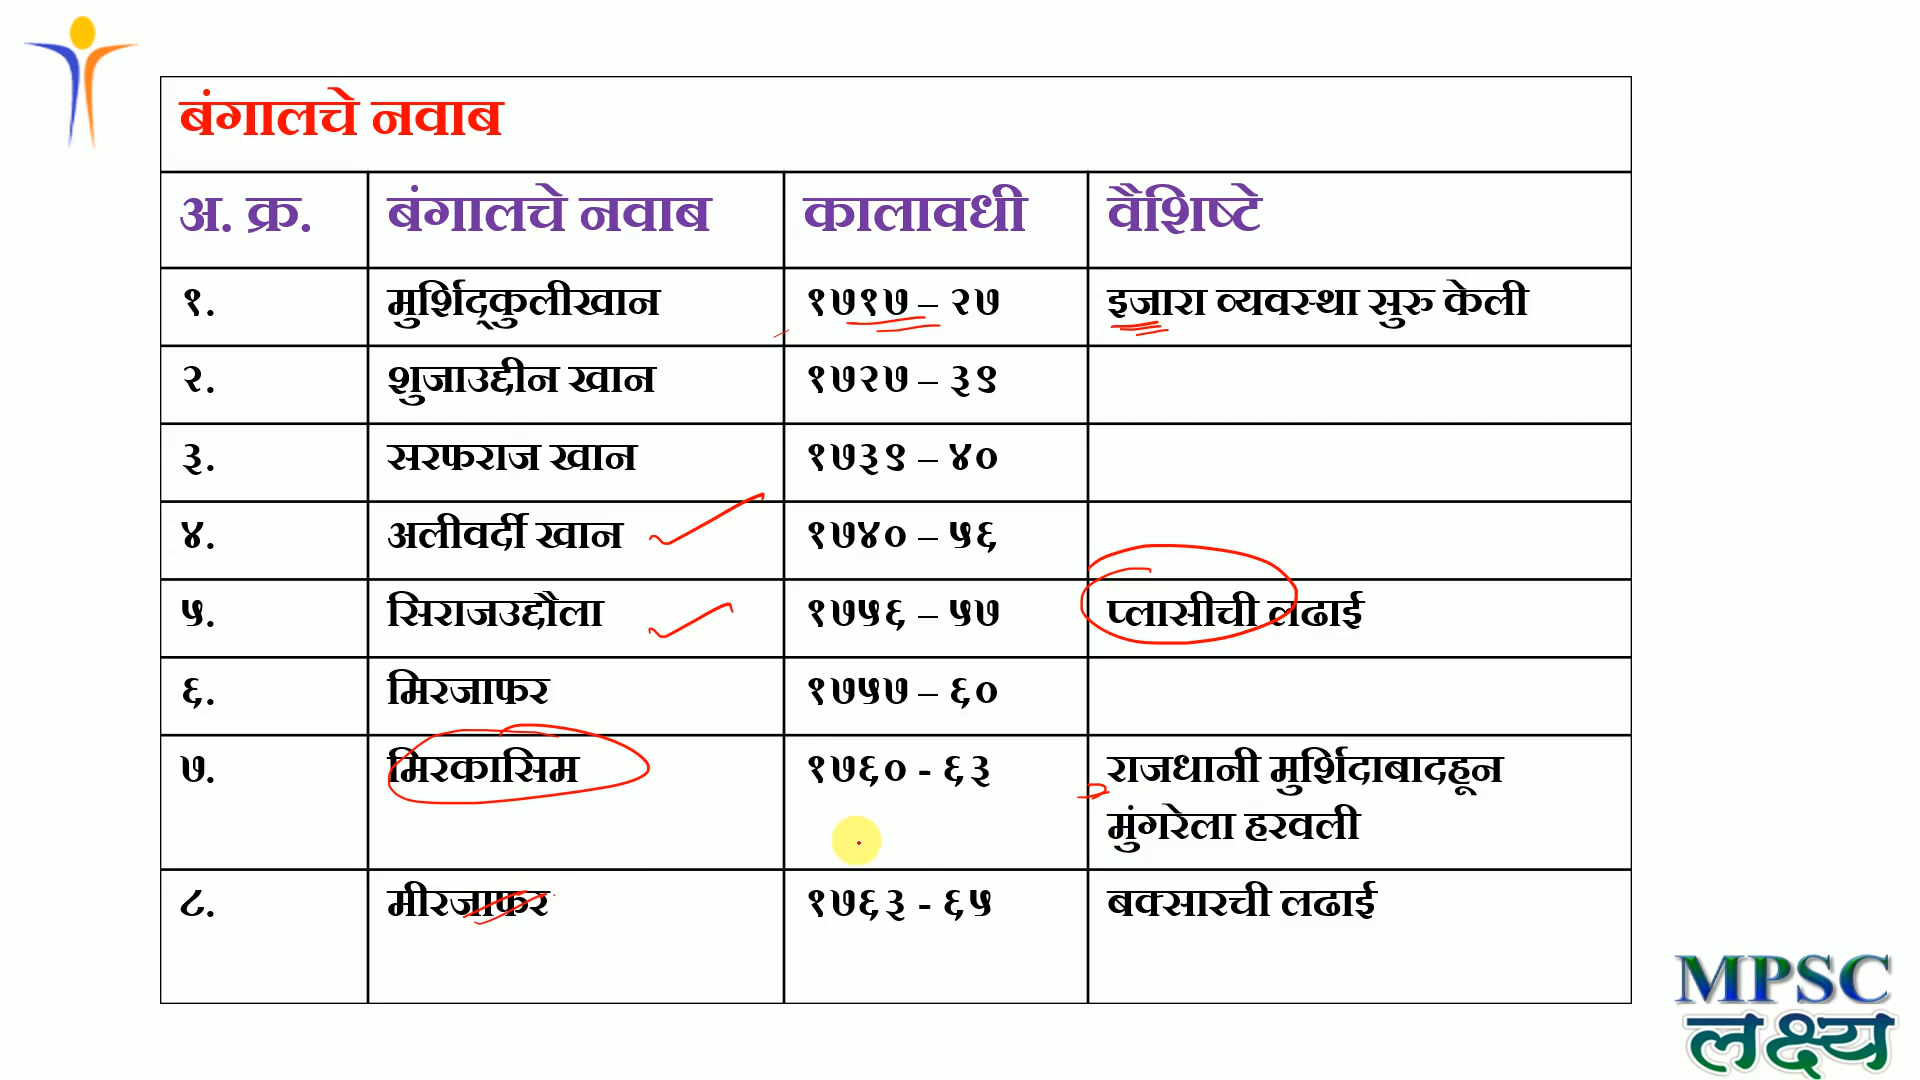 बंगालचे नवाब
अ. क्र. बंगालचे नवाब कालावधी वैशिष्टे
१. मुर्शिद्कुलीखान १७१७ – २७ इजारा व्यवस्था सुरु केली
२. शुजाउद्दीन खान १७२७ – ३९
३. सरफराज खान १७३९ – ४०
४. अलीवर्दी खान १७४० – ५६
५. सिराजउद्दौला १७५६ – ५७ प्लासीची लढाई
६. मिरजाफर १७५७ – ६०
७. मिरकासिम १७६० - ६३ राजधानी मुर्शिदाबादहून
मुंगरेला हरवली
८. मीरजाफर १७६३ - ६५ बक्सारची लढाई
MPSC
लक्ष्य